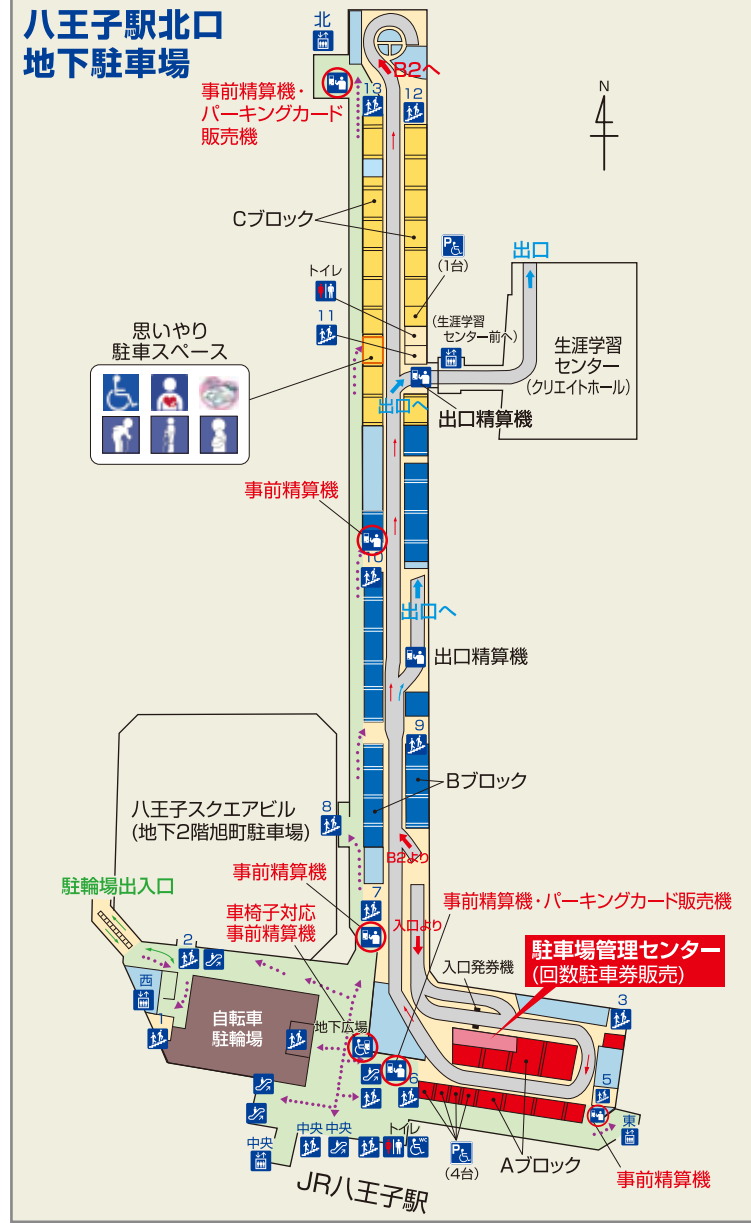 八王子駅北口
地下駐車場
北
B2へ
事前精算機・
パーキングカード
販売機
13
12
N
Cブロック
P
(1台)
出口
トイレ
11
(生涯学習
センター前へ)
生涯学習
センター
(クリエイトホール)
思いやり
駐車スペース
出口へ
出口精算機
事前精算機
10
出口へ
出口精算機
9
Bブロック
八王子スクエアビル
(地下2階旭町駐車場)
8
B2より
駐輪場出入口
事前精算機
7
事前精算機・パーキングカード販売機
車椅子対応
事前精算機
入口より
駐車場管理センター
(回数駐車券販売)
2
入口発券機
西
3
自転車
駐輪場
地下広場
6
5
東
中央
中央
中央
トイレ
WC
P
(4台)
Aブロック
事前精算機
JR八王子駅